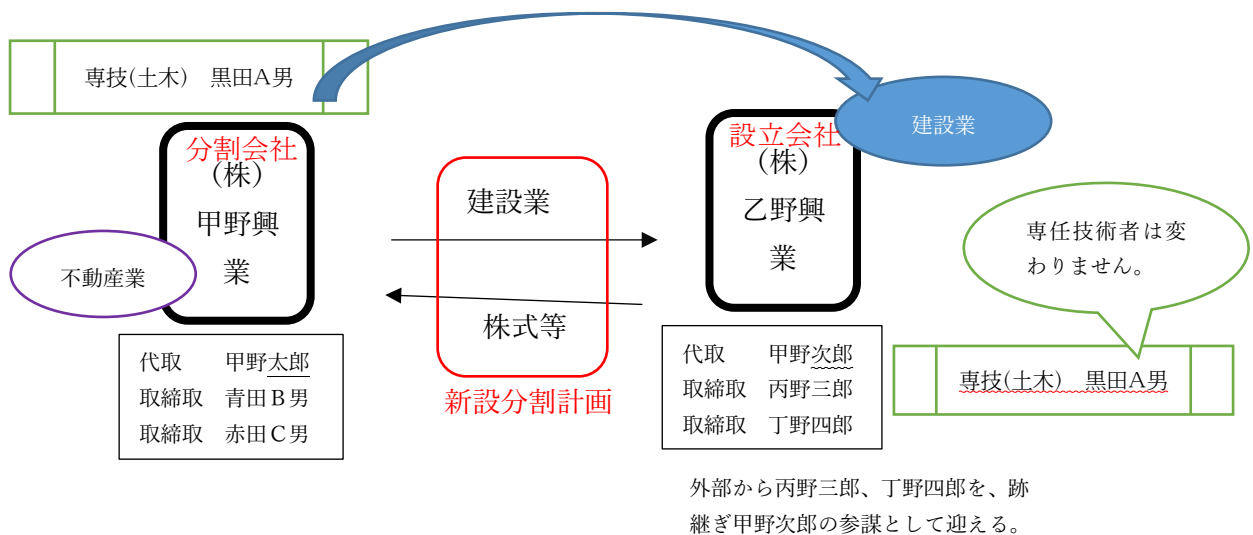 専技(土木)　黒田A男
分割会社
(株)
甲野興
業
不動産業
代取　甲野太郎
取締取　青田B男
取締取　赤田C男
建設業
株式等
新設分割計画
設立会社
(株)
乙野興
業
建設業
代取　甲野次郎
取締取　丙野三郎
取締取　丁野四郎
専任技術者は変
わりません。
専技(土木)　黒田A男
外部から丙野三郎、丁野四郎を、跡
継ぎ甲野次郎の参謀として迎える。